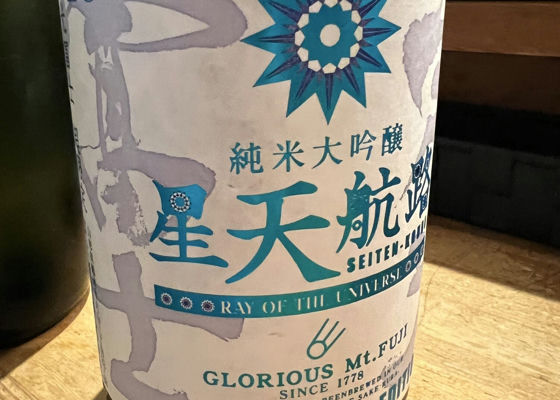 純米大吟醸
星天航路
SEITEN-KOURO
RAY OF THE UNIVERSE
GLORIOUS Mt.FUJI
SINCE 1778
EDITION